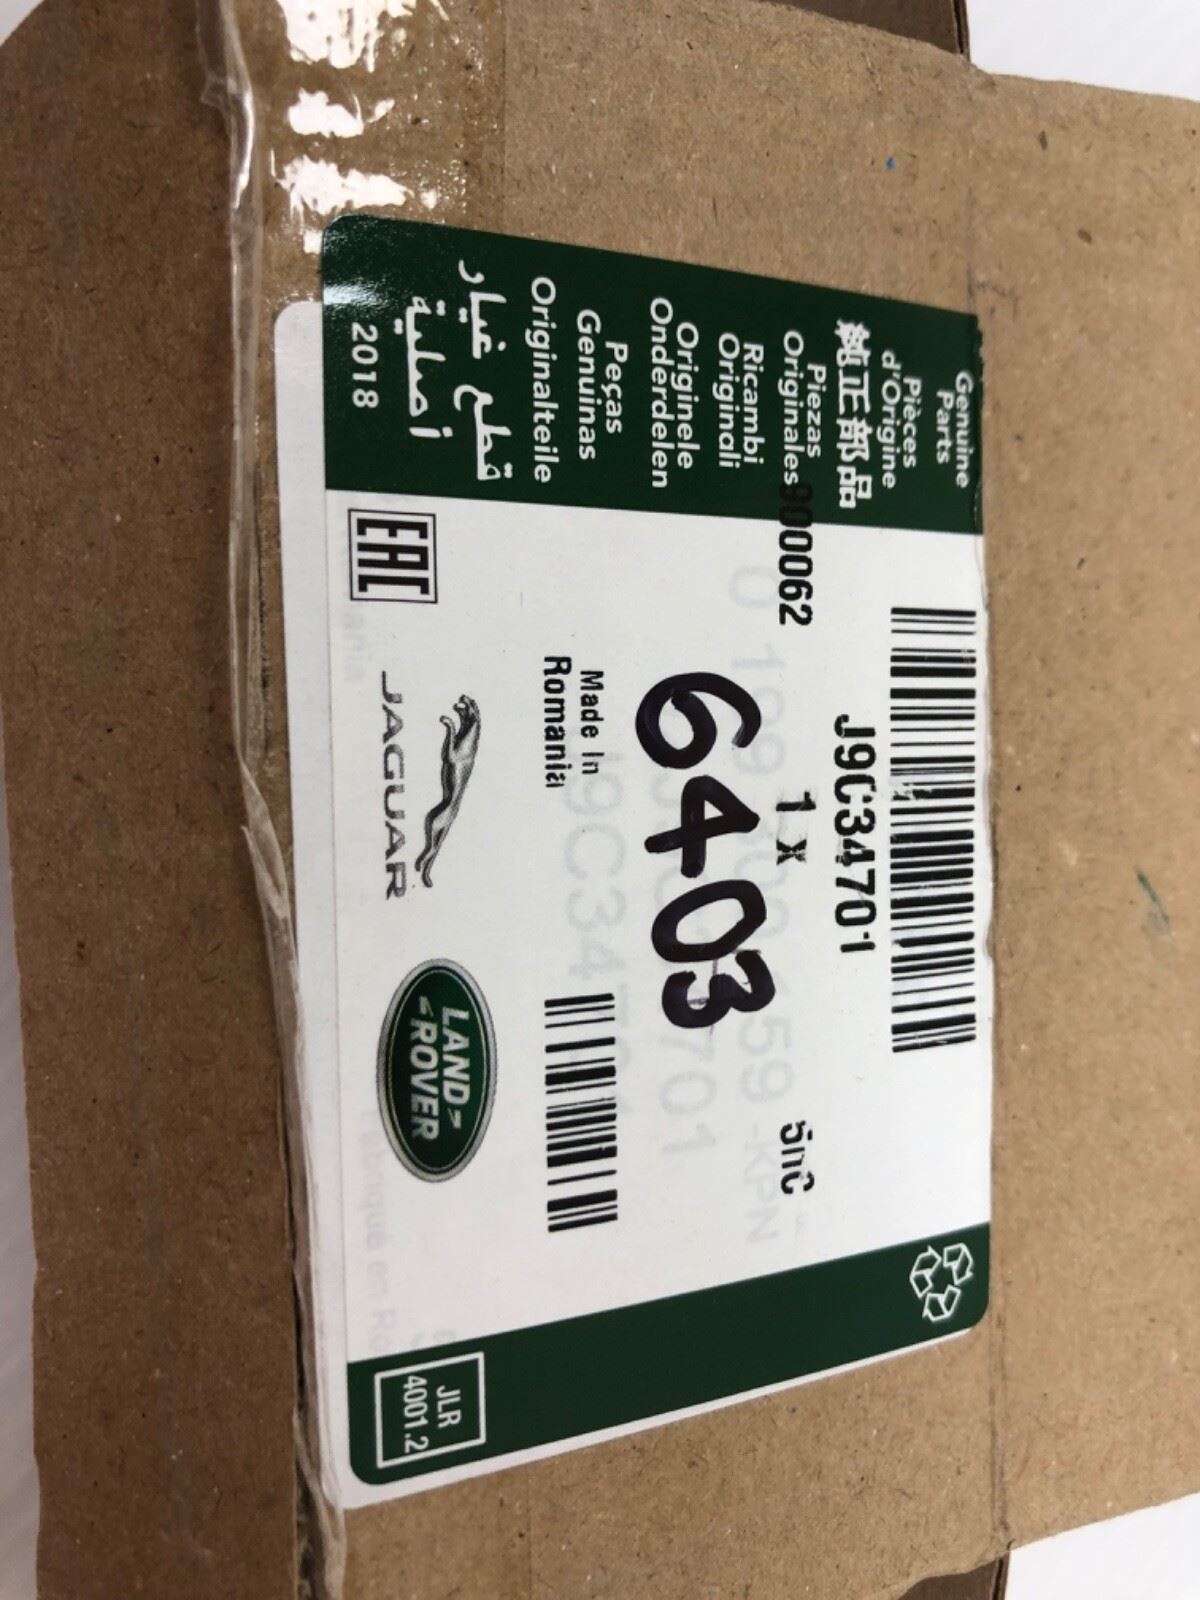 Genuine
Parts
Pièces
d'Origine
純正部品
Piezas
Originales
Ricambi
Originali
Originele
Onderdelen
Peças
Genuinas
Originalteile
قطع غيار
أصلية
2018
J9C34701
900062
1 X
6403
Made In
Romania
EAC
JAGUAR
LAND
ROVER
JLR
4001.2